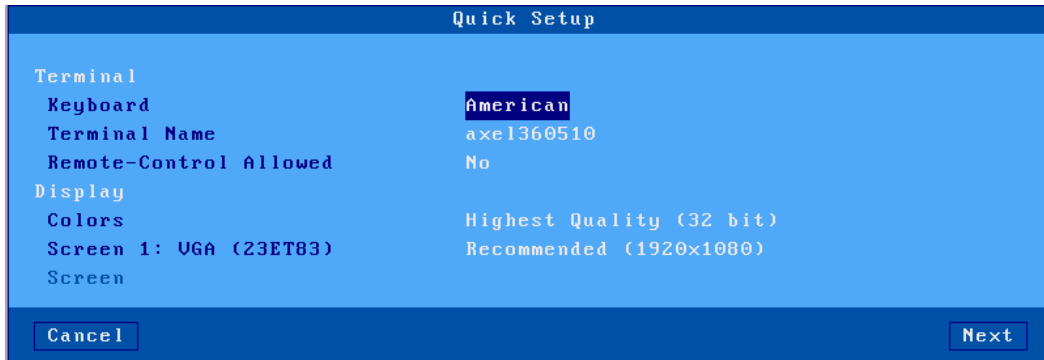 Quick Setup
Terminal
Keyboard American
Terminal Name axel360510
Remote-Control Allowed No
Display
Colors Highest Quality (32 bit)
Screen 1: VGA (23ET83) Recommended (1920x1080)
Screen
Cancel Next